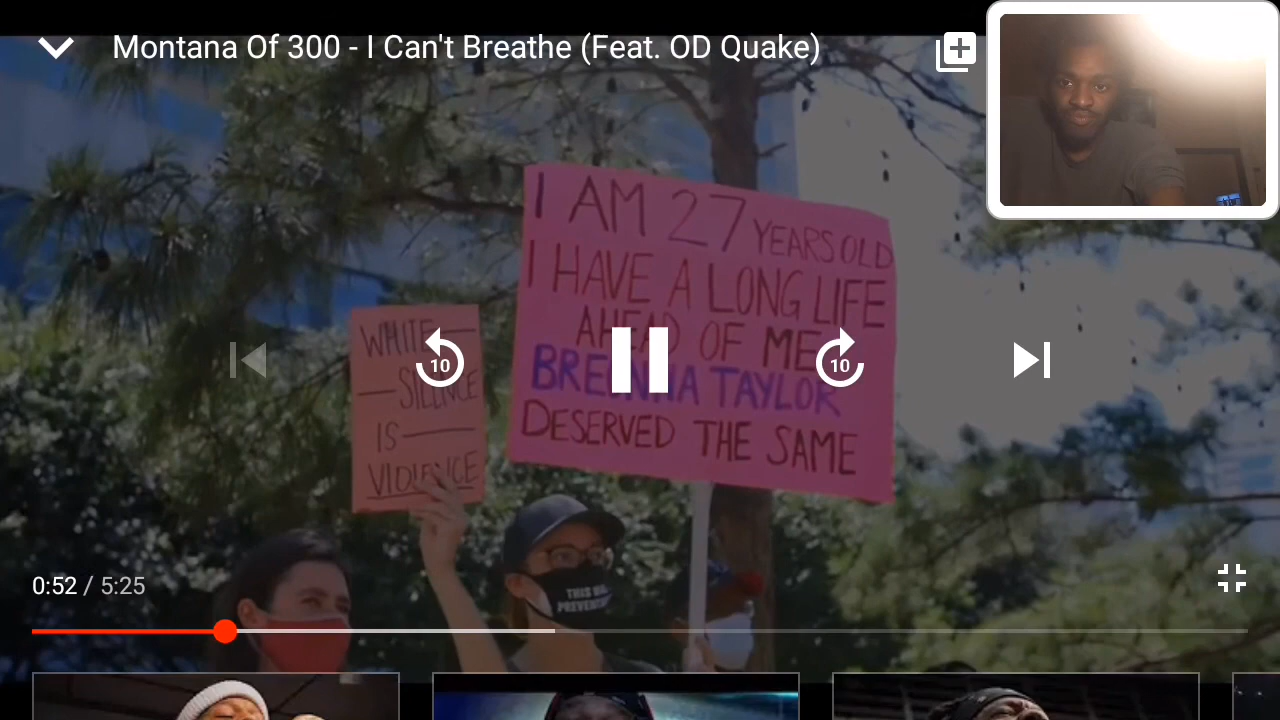 Montana Of 300 - I Can't Breathe (Feat. OD Quake)
I AM 27 YEARS OLD
I HAVE A LONG LIFE
AHEAD OF ME
BREONNA TAYLOR
DESERVED THE SAME
WHITE
SILENCE
IS
VIOLENCE
10
10
THIS
0:52 / 5:25